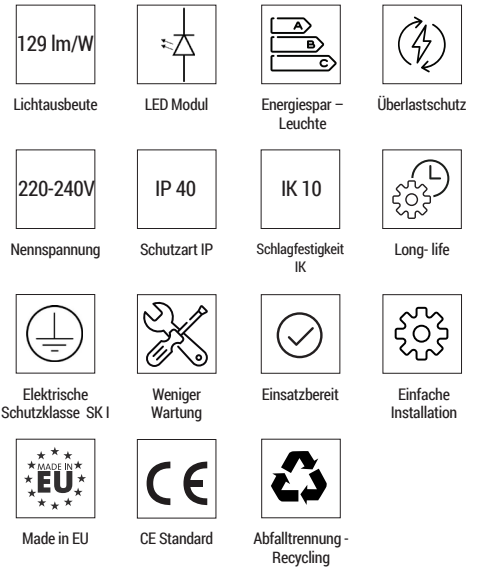 129 lm/W
Lichtausbeute
LED Modul
A
B
C
Energiespar –
Leuchte
Überlastschutz
220-240V
Nennspannung
IP 40
Schutzart IP
IK 10
Schlagfestigkeit
IK
Long- life
Elektrische
Schutzklasse SK I
Weniger
Wartung
Einsatzbereit
Einfache
Installation
MADE IN
EU
Made in EU
CE
CE Standard
Abfalltrennung -
Recycling